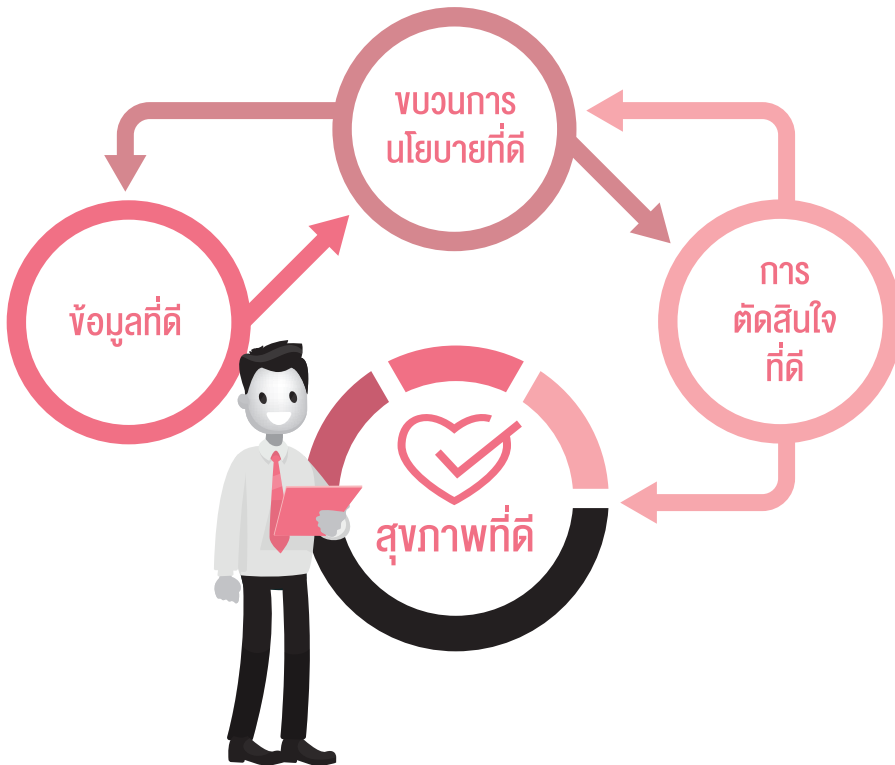 ขบวนการ
นโยบายที่ดี
ข้อมูลที่ดี
การ
ตัดสินใจ
ที่ดี
สุขภาพที่ดี